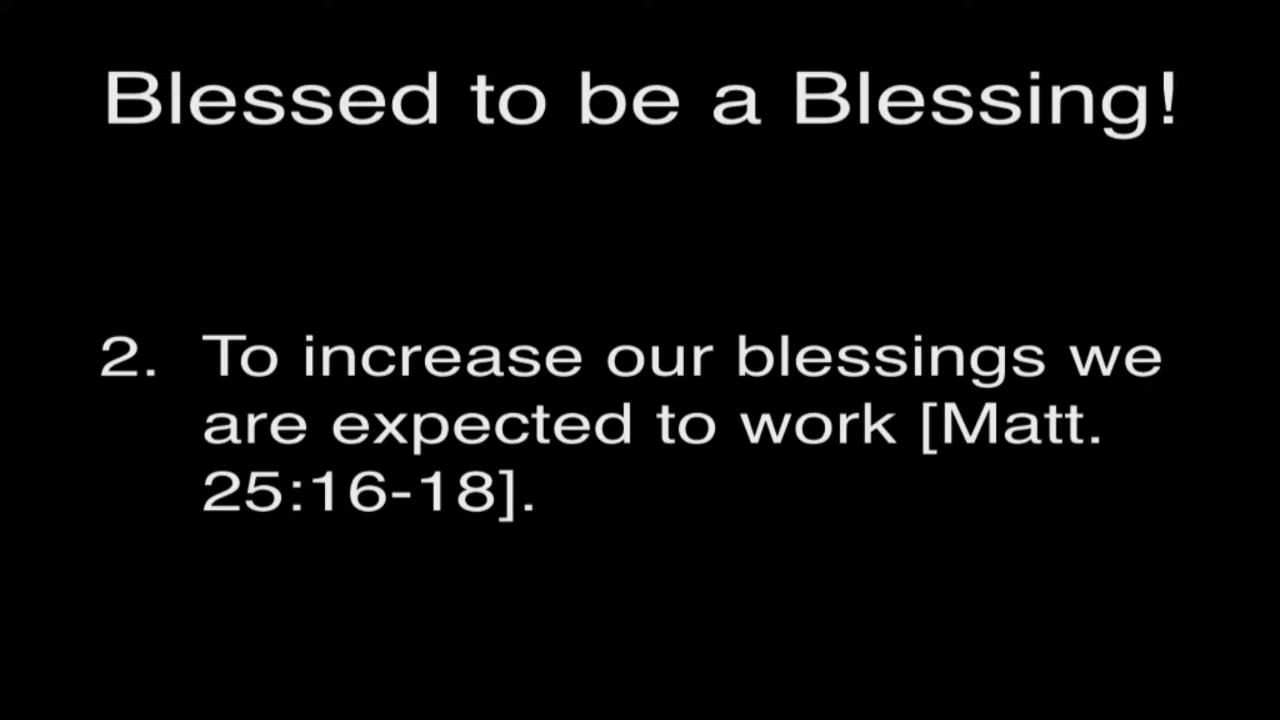 Blessed to be a Blessing!
2. To increase our blessings we
are expected to work [Matt.
25:16-18].